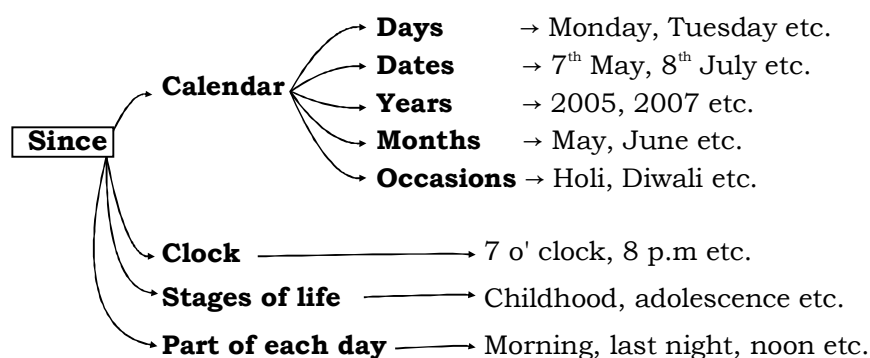 Days → Monday, Tuesday etc.
Dates → 7th May, 8th July etc.
Calendar
Years → 2005, 2007 etc.
Since
Months → May, June etc.
Occasions → Holi, Diwali etc.
Clock → 7 o' clock, 8 p.m etc.
Stages of life → Childhood, adolescence etc.
Part of each day → Morning, last night, noon etc.